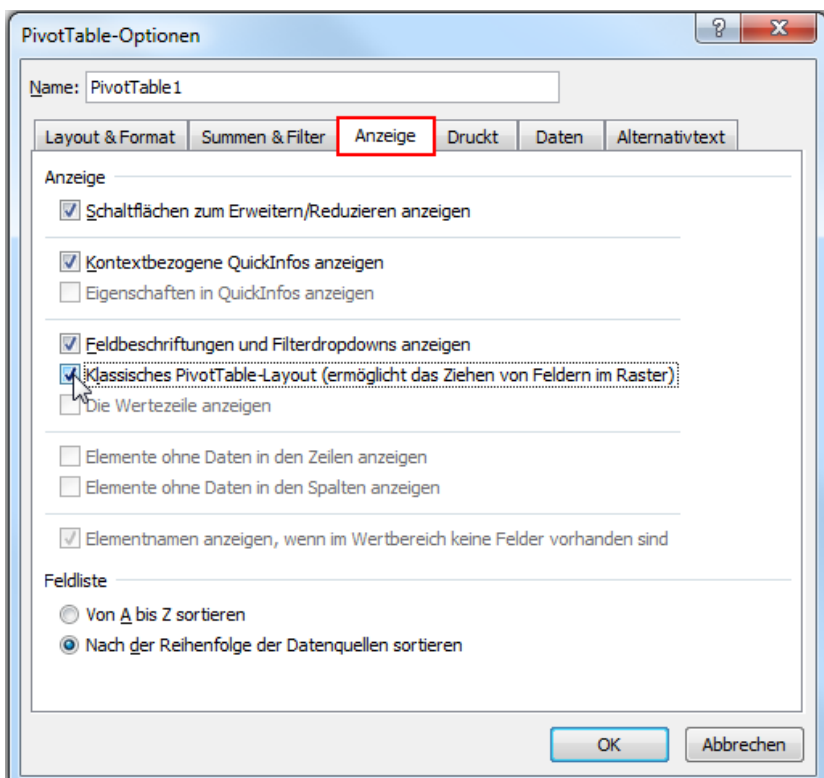 PivotTable-Optionen
Name: PivotTable1
Layout & Format Summen & Filter Anzeige Druckt Daten Alternativtext
Anzeige
Schaltflächen zum Erweitern/Reduzieren anzeigen
Kontextbezogene QuickInfos anzeigen
Eigenschaften in QuickInfos anzeigen
Feldbeschriftungen und Filterdropdowns anzeigen
Klassisches PivotTable-Layout (ermöglicht das Ziehen von Feldern im Raster)
Die Wertezeile anzeigen
Elemente ohne Daten in den Zeilen anzeigen
Elemente ohne Daten in den Spalten anzeigen
Elementnamen anzeigen, wenn im Wertbereich keine Felder vorhanden sind
Feldliste
Von A bis Z sortieren
Nach der Reihenfolge der Datenquellen sortieren
OK Abbrechen